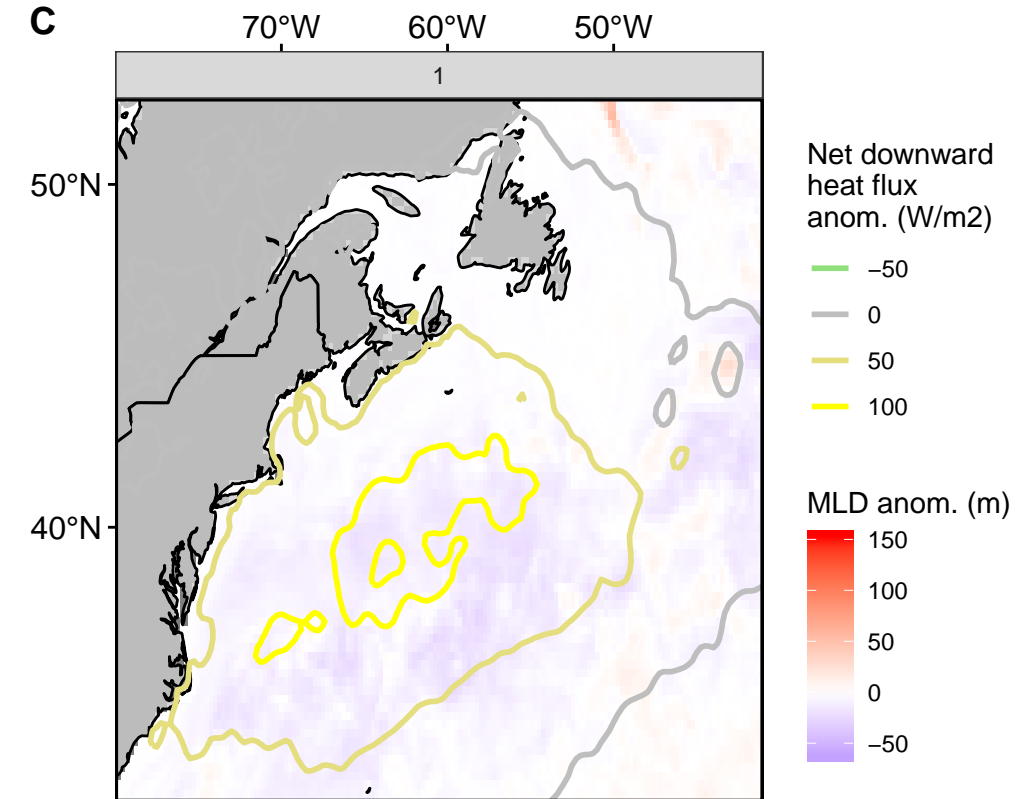 C
70°W 60°W 50°W
1
50°N
40°N
Net downward
heat flux
anom. (W/m2)
−50
0
50
100
MLD anom. (m)
150
100
50
0
−50